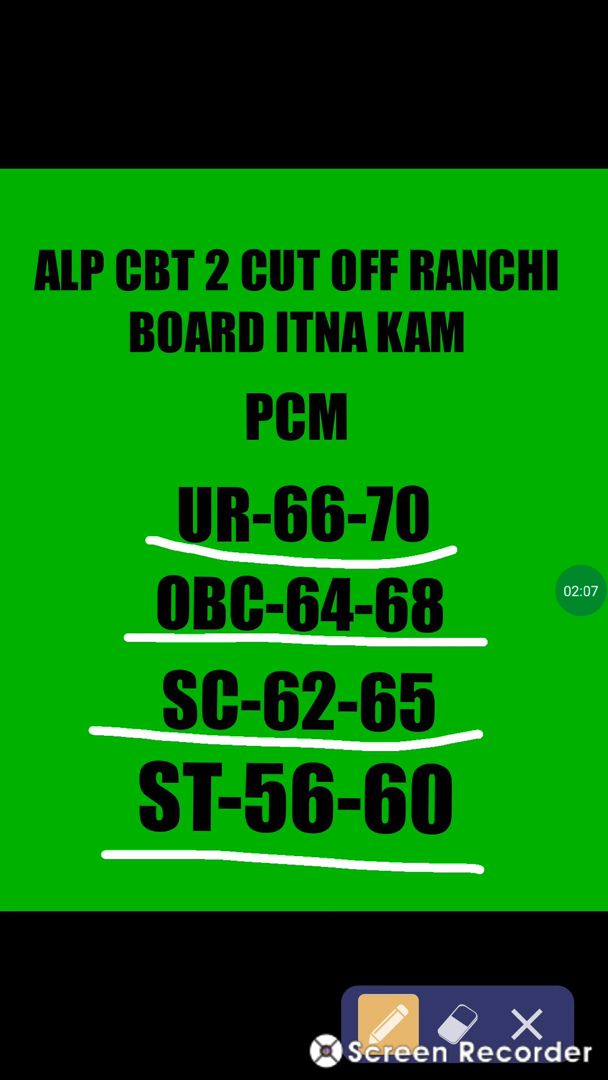 ALP CBT 2 CUT OFF RANCHI
BOARD ITNA KAM
PCM
UR-66-70
OBC-64-68
02:07
SC-62-65
ST-56-60
Screen Recorder